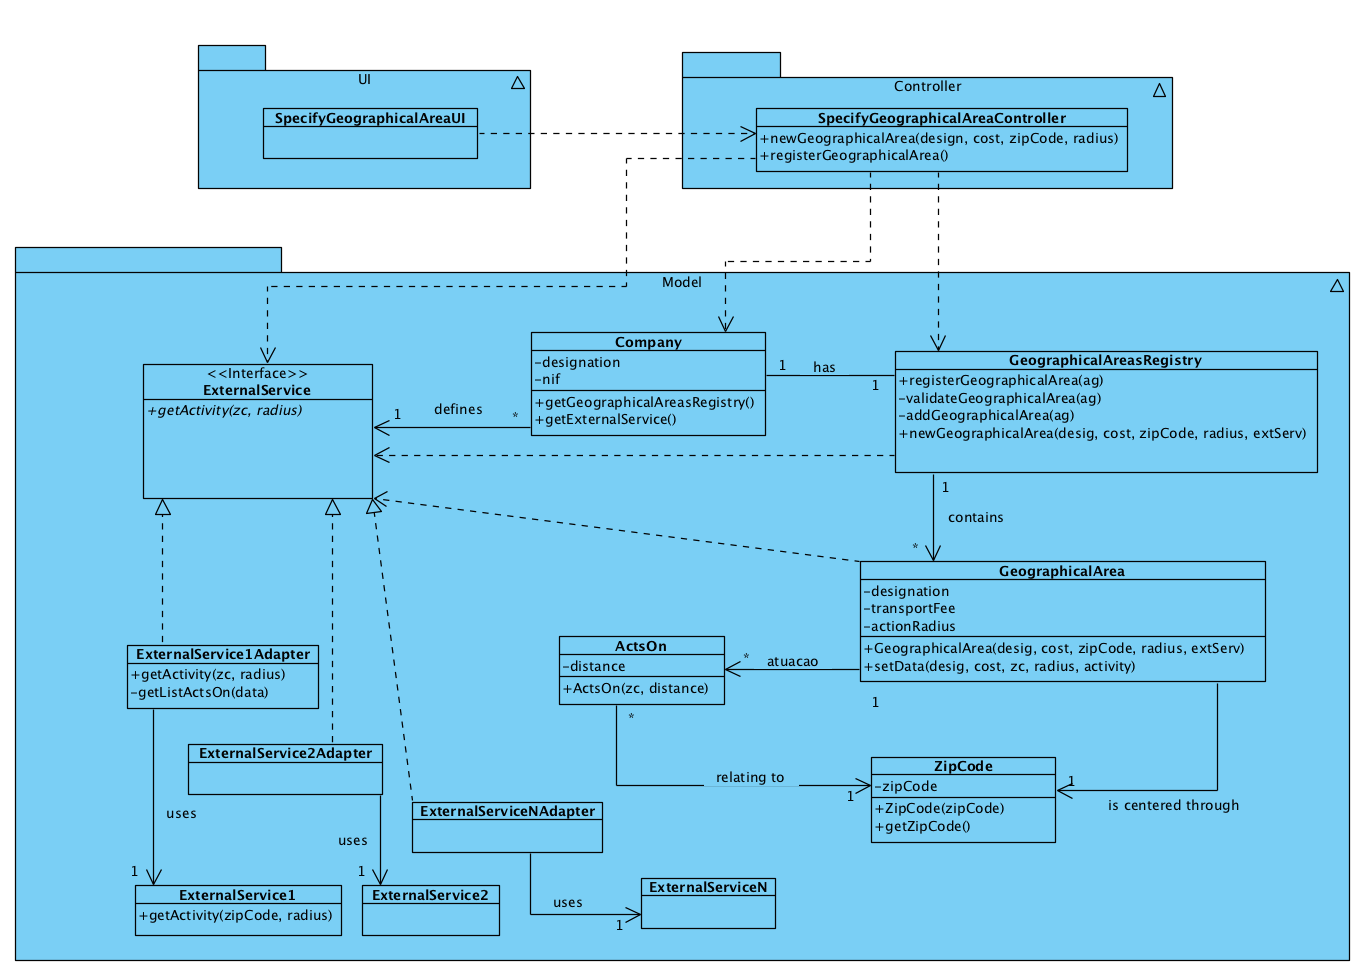 UI
SpecifyGeographicalAreaUI
Controller
SpecifyGeographicalAreaController
+newGeographicalArea(design, cost, zipCode, radius)
+registerGeographicalArea()
Model
<<Interface>>
ExternalService
+getActivity(zc, radius)
Company
-designation
-nif
+getGeographicalAreasRegistry()
+getExternalService()
1
has
1
GeographicalAreasRegistry
+registerGeographicalArea(ag)
-validateGeographicalArea(ag)
-addGeographicalArea(ag)
+newGeographicalArea(desig, cost, zipCode, radius, extServ)
1
defines
*
1
contains
*
GeographicalArea
-designation
-transportFee
-actionRadius
+GeographicalArea(desig, cost, zipCode, radius, extServ)
+setData(desig, cost, zc, radius, activity)
ActsOn
-distance
+ActsOn(zc, distance)
*
atuacao
1
ExternalService1Adapter
+getActivity(zc, radius)
-getListActsOn(data)
*
relating to
1
ZipCode
-zipCode
+ZipCode(zipCode)
+getZipCode()
1
is centered through
ExternalService2Adapter
ExternalServiceNAdapter
uses
1
uses
1
uses
1
ExternalService1
+getActivity(zipCode, radius)
ExternalService2
ExternalServiceN